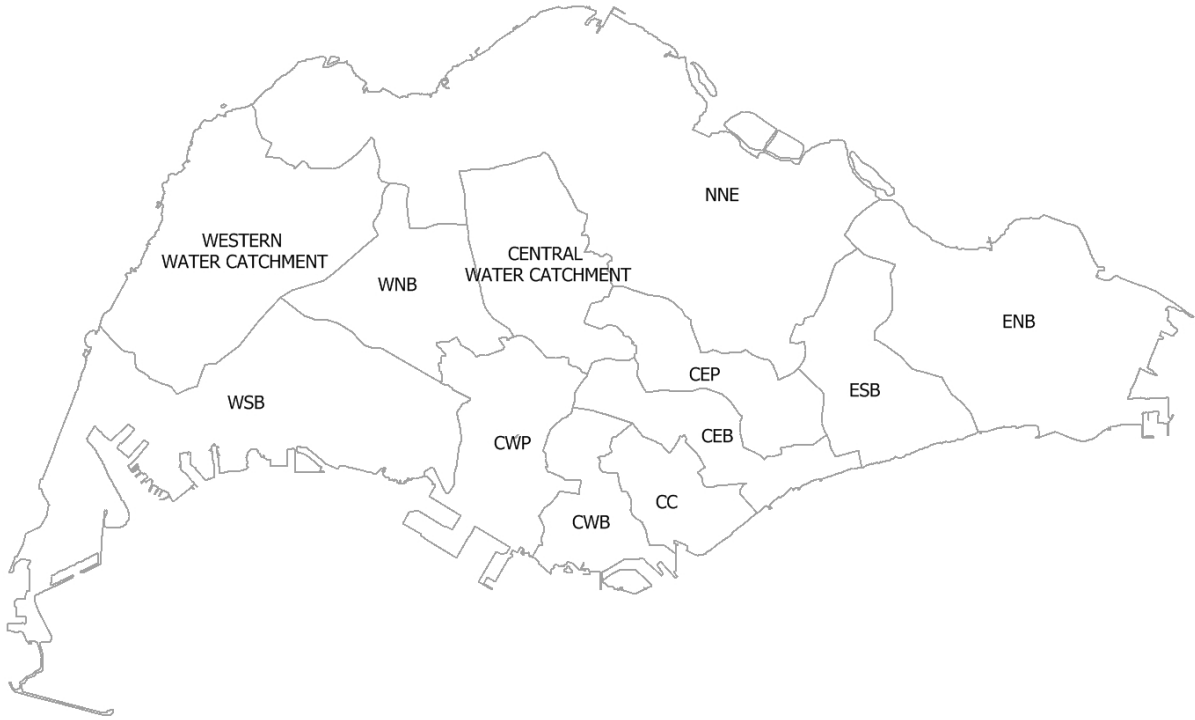 NNE
WESTERN
WATER CATCHMENT
CENTRAL
WATER CATCHMENT
WNB
ENB
CEP
ESB
WSB
CEB
CWP
CC
CWB